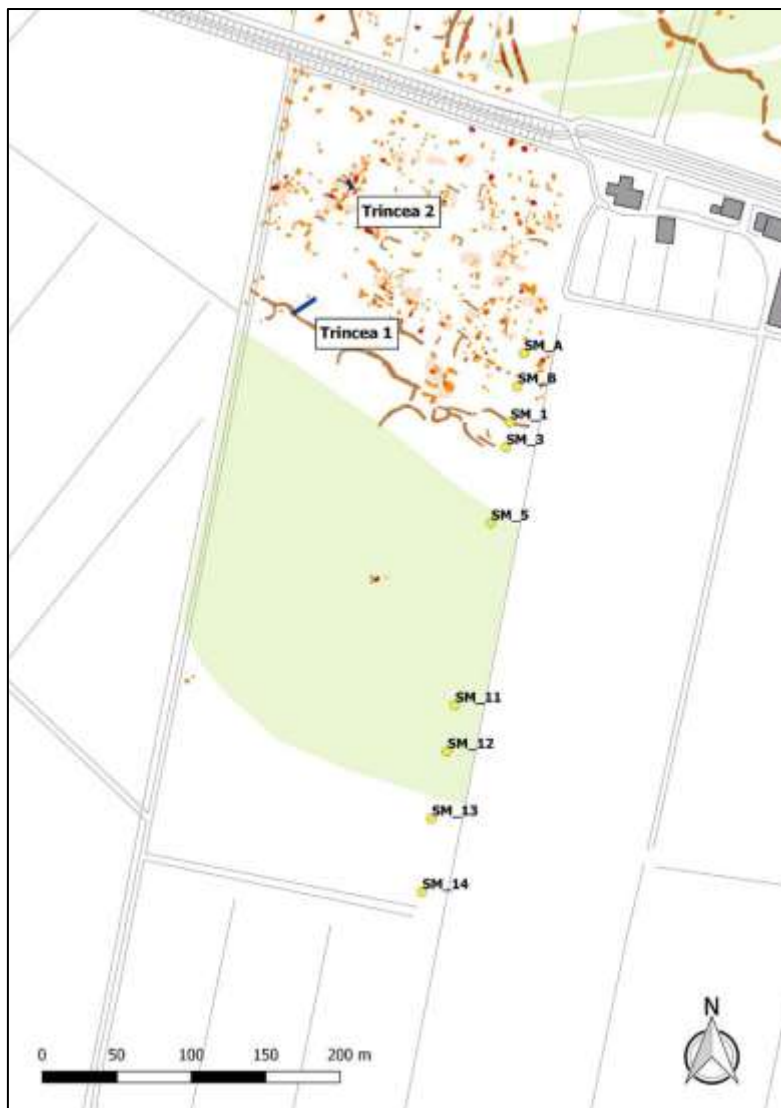 Trincea 2
Trincea 1
SM_A
SM_B
SM_1
SM_3
SM_5
SM_11
SM_12
SM_13
SM_14
N
0 50 100 150 200 m